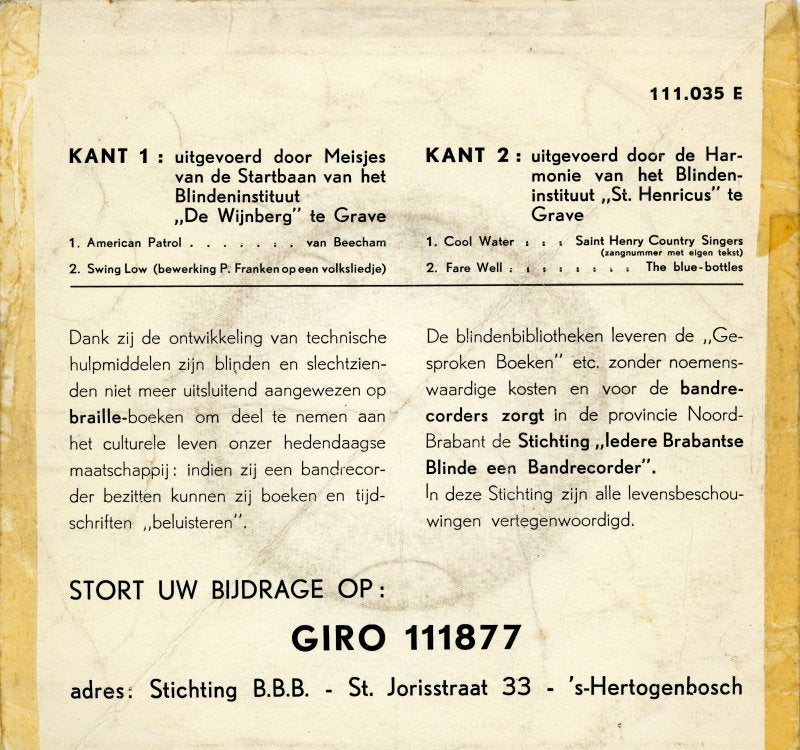 111.035 E
KANT 1 : uitgevoerd door Meisjes
van de Startbaan van het
Blindeninstituut
„De Wijnberg” te Grave
1. American Patrol . . . . . . . van Beecham
2. Swing Low (bewerking P. Franken op een volksliedje)
KANT 2 : uitgevoerd door de Har-
monie van het Blinden-
instituut „St. Henricus” te
Grave
1. Cool Water : : : Saint Henry Country Singers
(zangnummer met eigen tekst)
2. Fare Well : : : : : : : : The blue-bottles
Dank zij de ontwikkeling van technische
hulpmiddelen zijn blinden en slechtzien-
den niet meer uitsluitend aangewezen op
braille-boeken om deel te nemen aan
het culturele leven onzer hedendaagse
maatschappij: indien zij een bandrecor-
der bezitten kunnen zij boeken en tijd-
schriften „beluisteren”.
De blindenbibliotheken leveren de „Ge-
sproken Boeken” etc. zonder noemens-
waardige kosten en voor de bandre-
corders zorgt in de provincie Noord-
Brabant de Stichting „Iedere Brabantse
Blinde een Bandrecorder”.
In deze Stichting zijn alle levensbeschou-
wingen vertegenwoordigd.
STORT UW BIJDRAGE OP :
GIRO 111877
adres: Stichting B.B.B. - St. Jorisstraat 33 - 's-Hertogenbosch